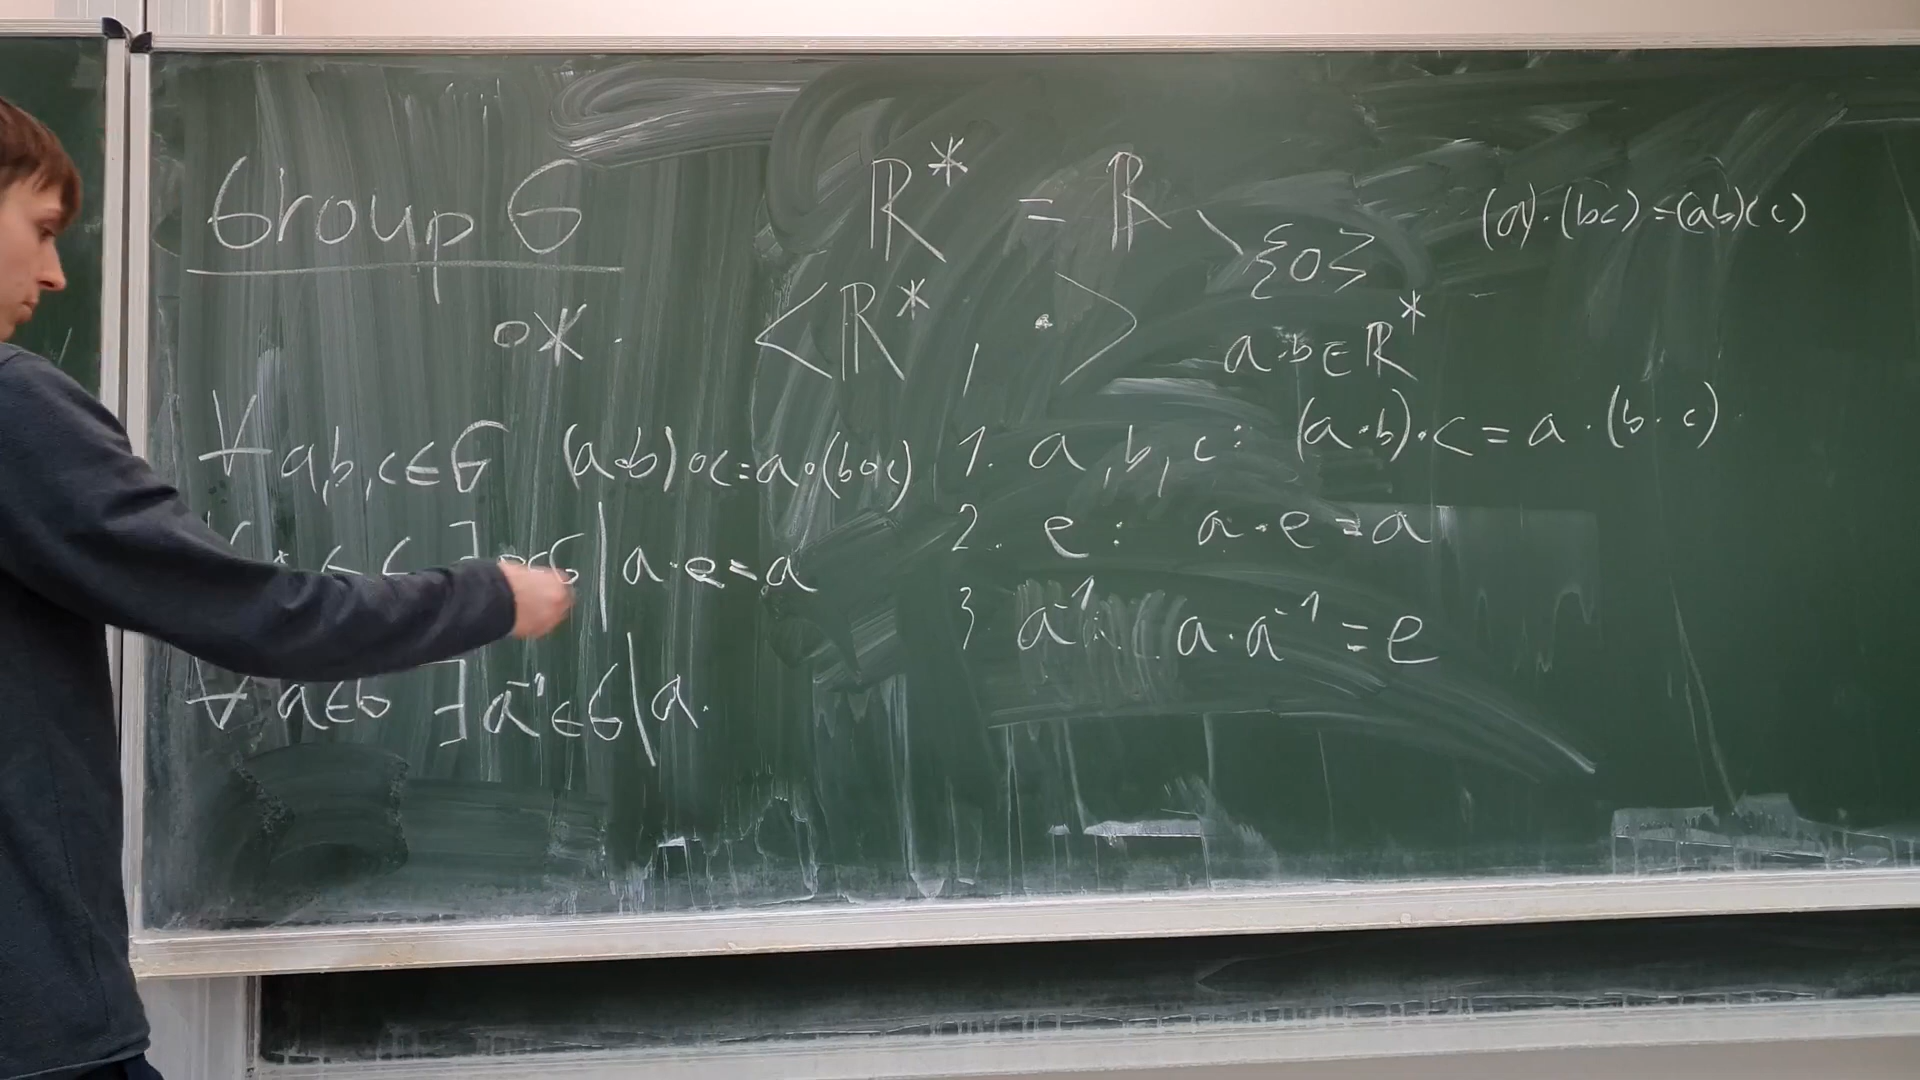 Group G
∘ * ·
∀ a,b,c∈G (a∘b)∘c=a∘(b∘c)
∃ G | a·e=a
∀ a∈G ∃ a⁻¹∈G | a·
ℝ* = ℝ \ {0}
<ℝ*, ·>
a·b∈ℝ*
1. a,b,c: (a·b)·c=a·(b·c)
2. e: a·e=a
3. a⁻¹: a·a⁻¹=e
(a)·(bc)=(ab)(c)